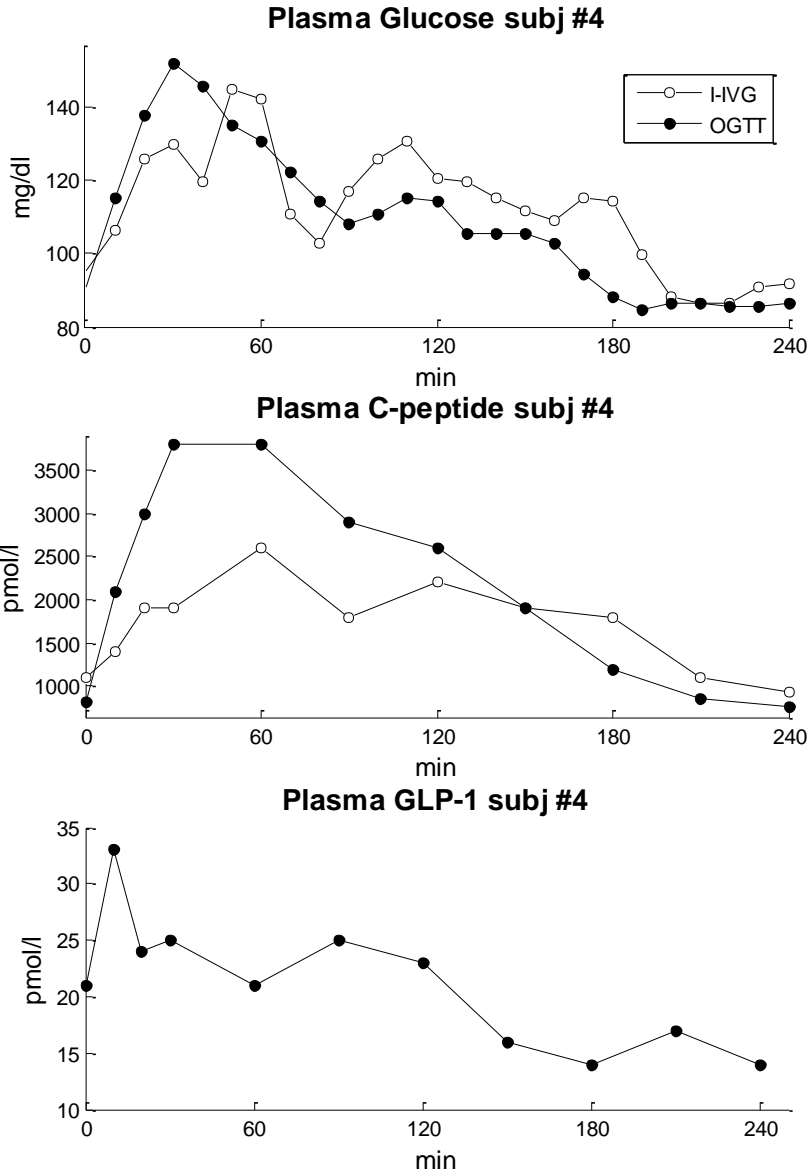 Plasma Glucose subj #4
140
120
100
80
mg/dl
I-IVG
OGTT
0 60 120 180 240
min
Plasma C-peptide subj #4
3500
3000
2500
2000
1500
1000
pmol/l
0 60 120 180 240
min
Plasma GLP-1 subj #4
35
30
25
20
15
10
pmol/l
0 60 120 180 240
min